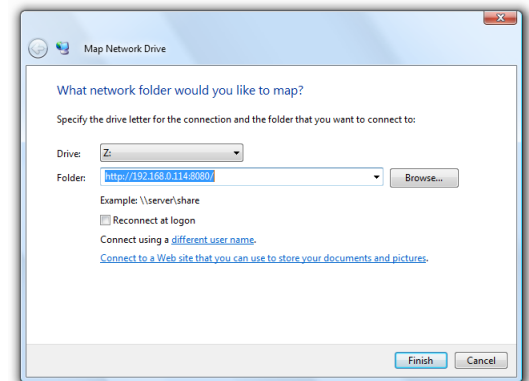 Map Network Drive
What network folder would you like to map?
Specify the drive letter for the connection and the folder that you want to connect to:
Drive: Z:
Folder: http://192.168.0.114:8080/ Browse...
Example: \\server\share
Reconnect at logon
Connect using a different user name.
Connect to a Web site that you can use to store your documents and pictures.
Finish Cancel